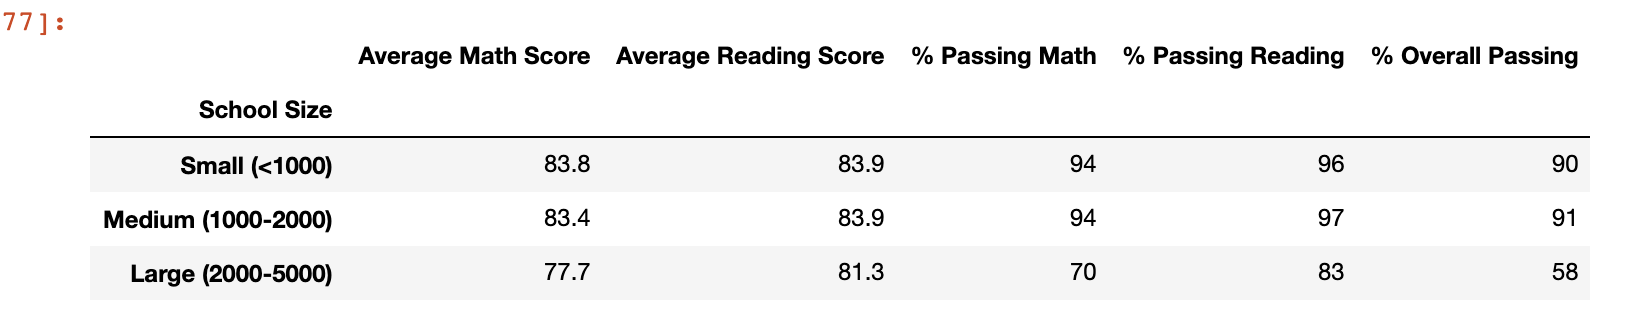 77]:
Average Math Score Average Reading Score % Passing Math % Passing Reading % Overall Passing
School Size
Small (<1000) 83.8 83.9 94 96 90
Medium (1000-2000) 83.4 83.9 94 97 91
Large (2000-5000) 77.7 81.3 70 83 58